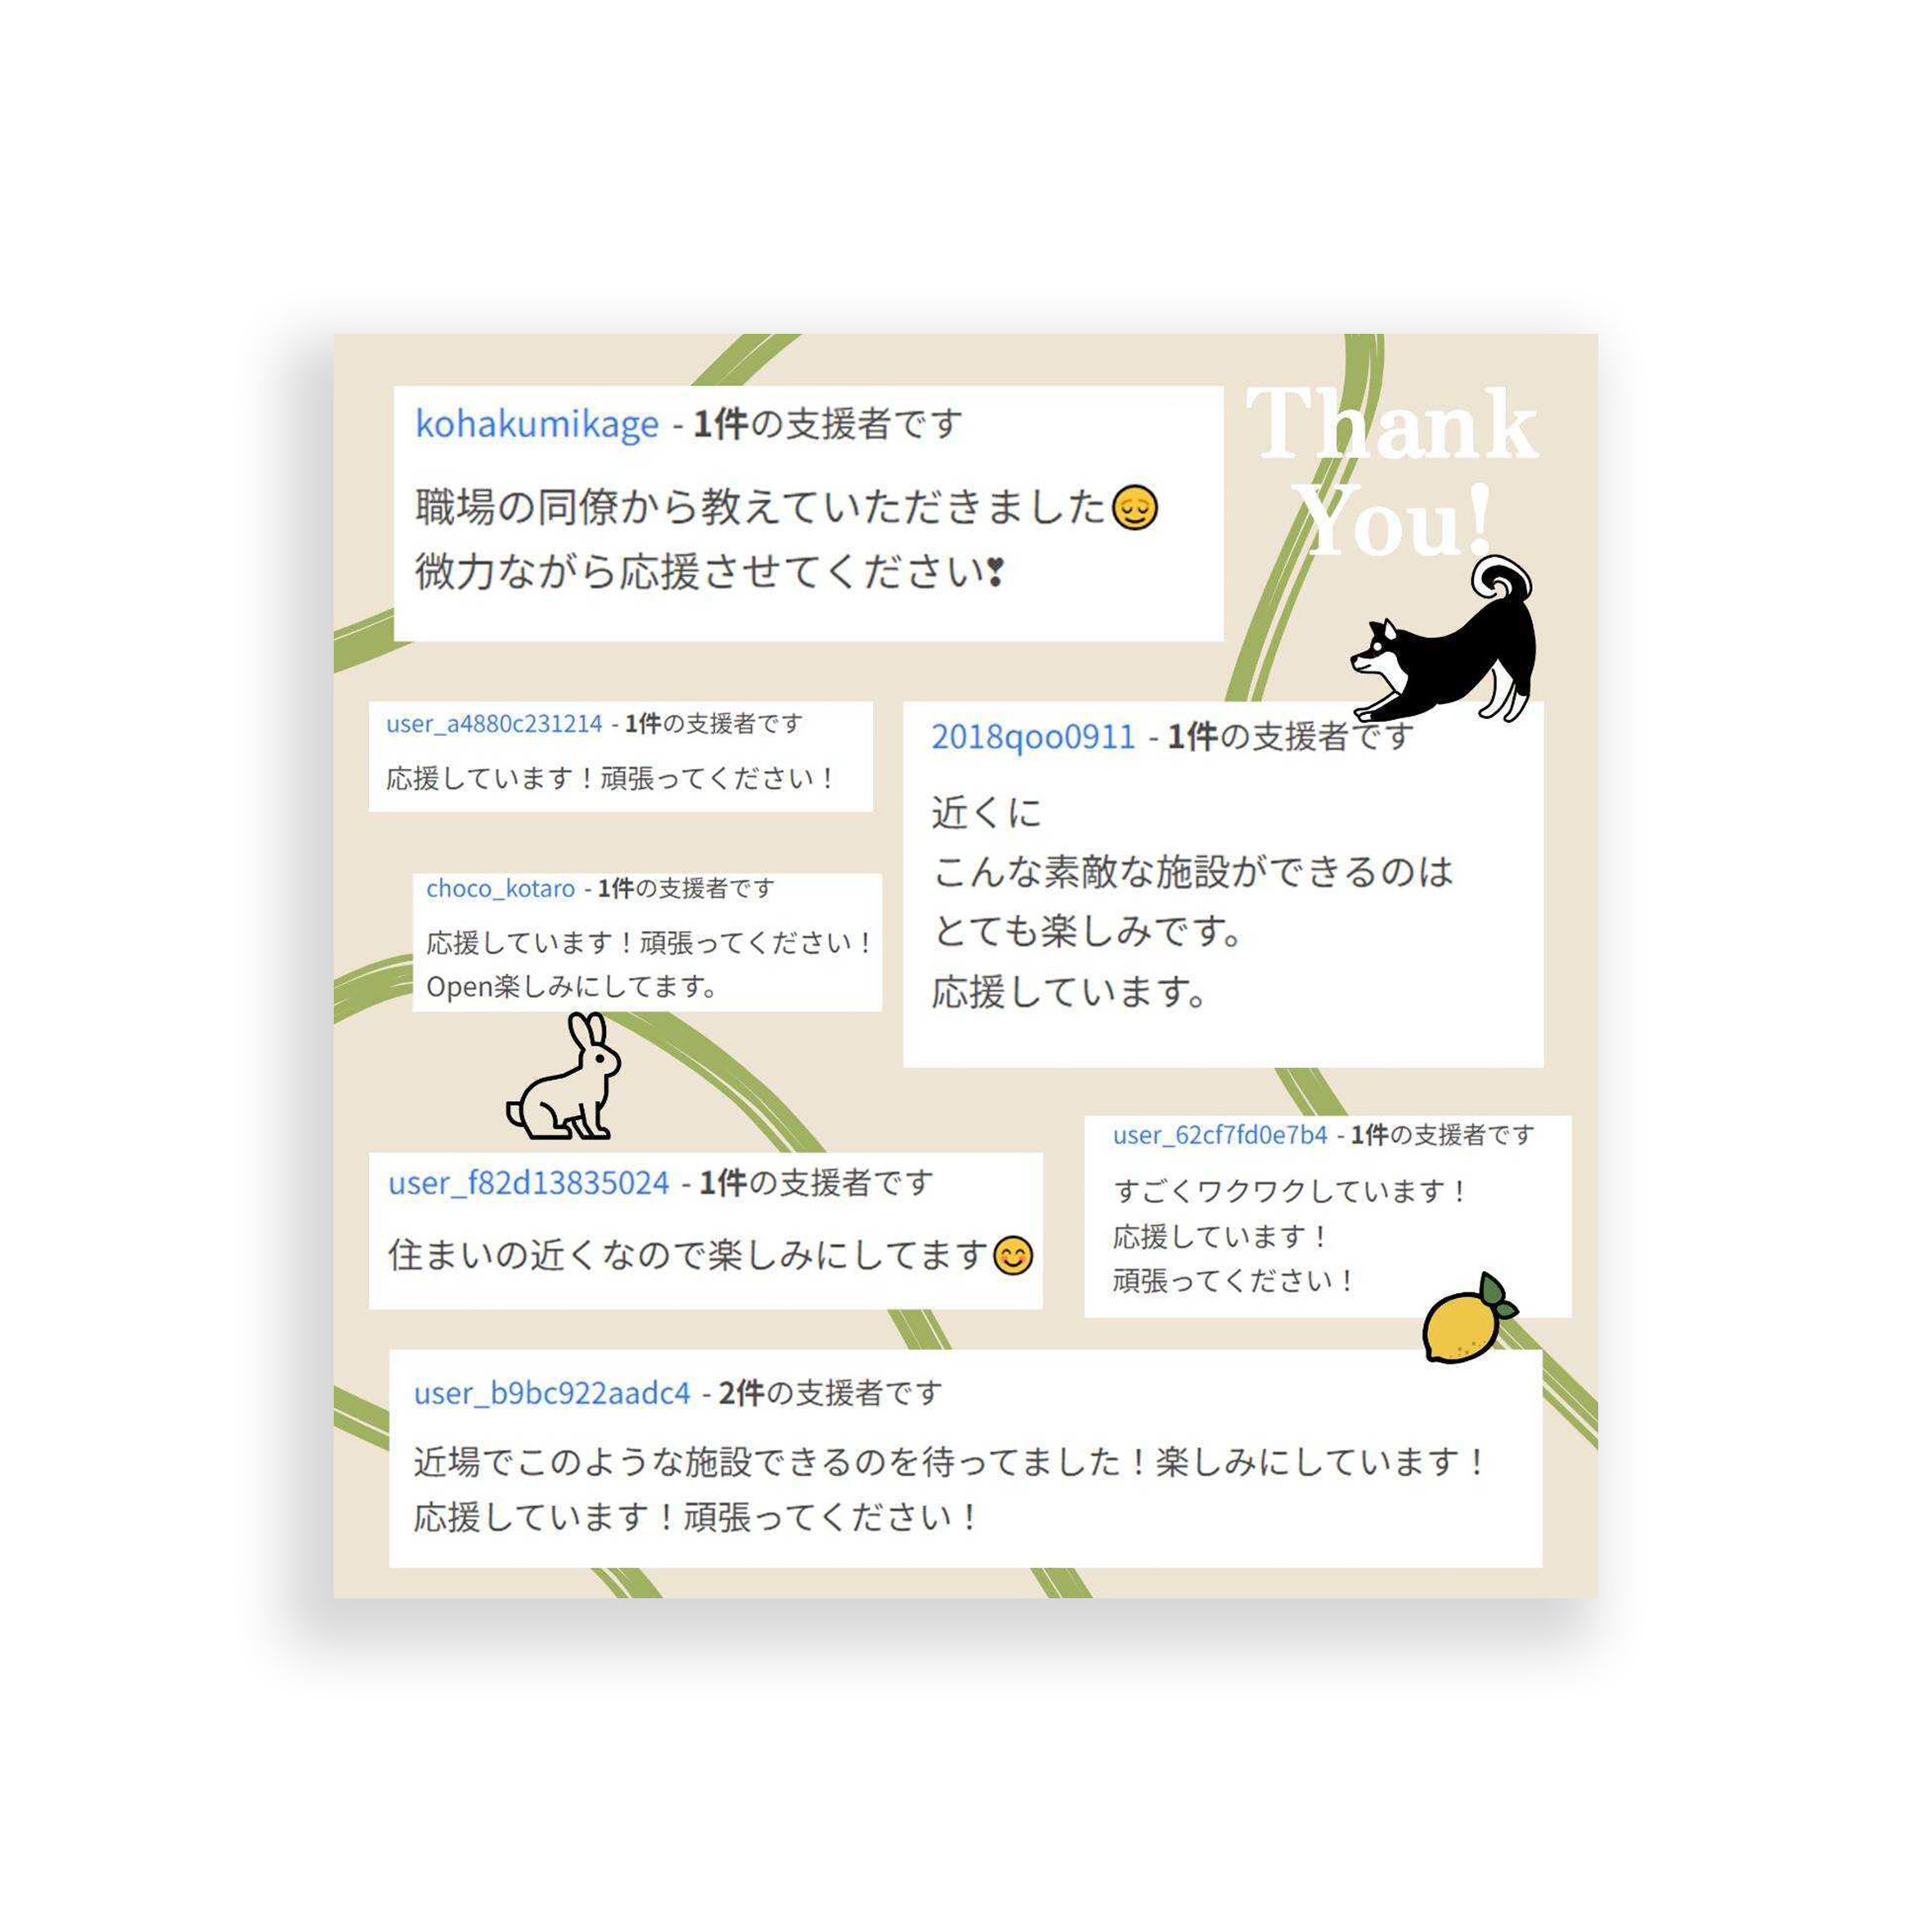 kohakumikage - 1件の支援者です
職場の同僚から教えていただきました😌
微力ながら応援させてください❣
Thank
You!
user_a4880c231214 - 1件の支援者です
応援しています！頑張ってください！
2018qoo0911 - 1件の支援者です
近くに
こんな素敵な施設ができるのは
とても楽しみです。
応援しています。
choco_kotaro - 1件の支援者です
応援しています！頑張ってください！
Open楽しみにしてます。
user_62cf7fd0e7b4 - 1件の支援者です
すごくワクワクしています！
応援しています！
頑張ってください！
user_f82d13835024 - 1件の支援者です
住まいの近くなので楽しみにしてます😊
user_b9bc922aadc4 - 2件の支援者です
近場でこのような施設できるのを待ってました！楽しみにしています！
応援しています！頑張ってください！